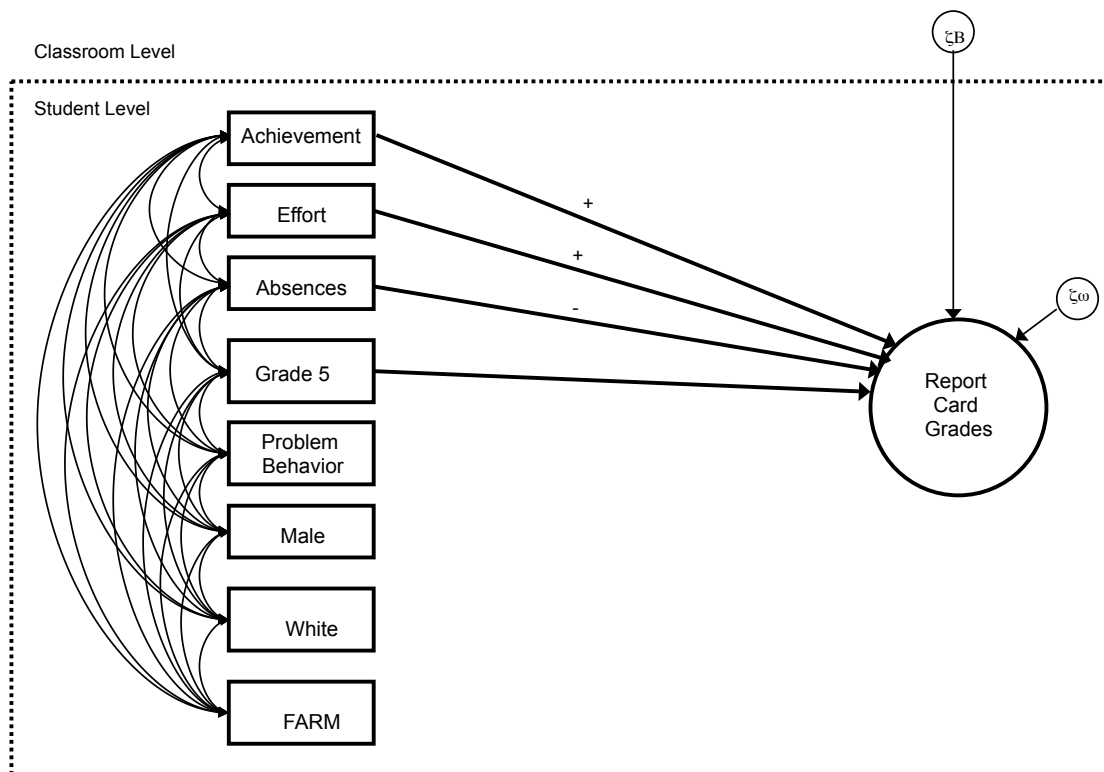 Classroom Level
ζB
Student Level
Achievement
+
Effort
+
Absences
-
ζω
Grade 5
Report
Card
Grades
Problem
Behavior
Male
White
FARM